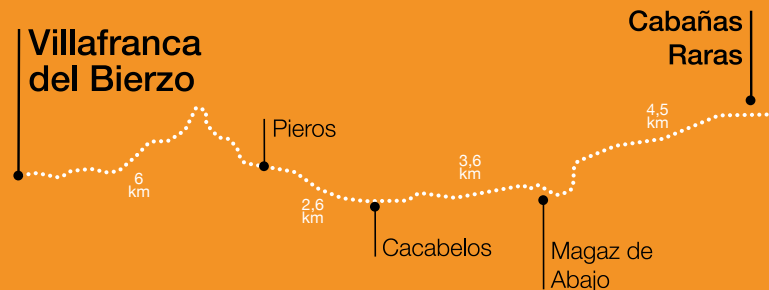 Villafranca
del Bierzo
6
km
Pieros
2,6
km
Cacabelos
3,6
km
Magaz de
Abajo
4,5
km
Cabañas
Raras